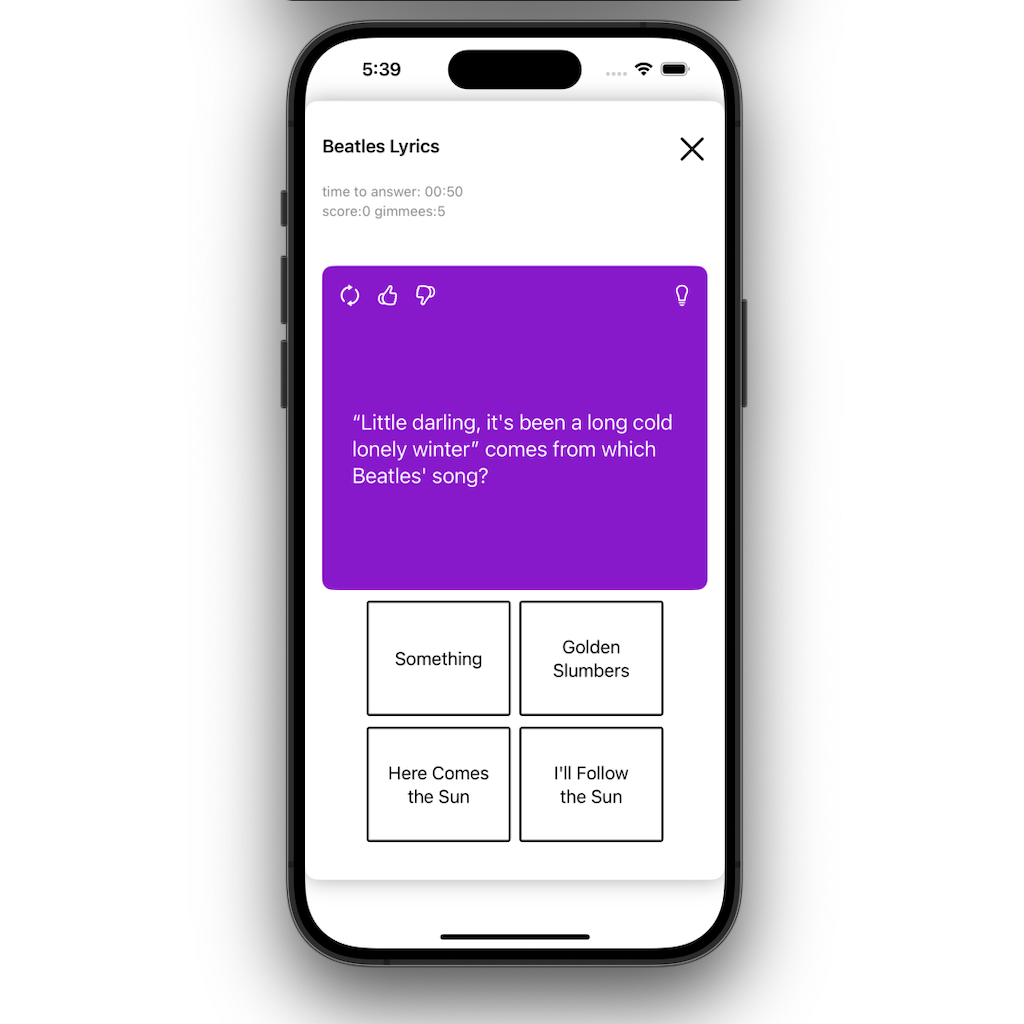 5:39
Beatles Lyrics
time to answer: 00:50
score:0 gimmees:5
“Little darling, it's been a long cold
lonely winter” comes from which
Beatles' song?
Something
Golden
Slumbers
Here Comes
the Sun
I'll Follow
the Sun